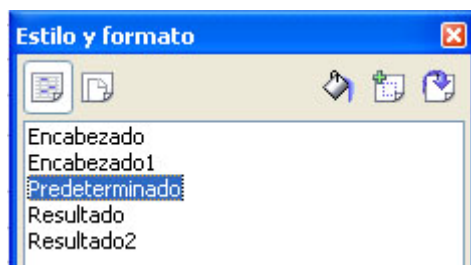 Estilo y formato
Encabezado
Encabezado1
Predeterminado
Resultado
Resultado2